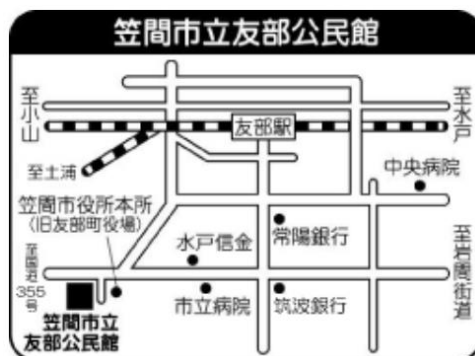 笠間市立友部公民館
至小山
至水戸
友部駅
至土浦
中央病院
笠間市役所本所
(旧友部町役場)
常陽銀行
水戸信金
至国道
355
号
至岩間街道
市立病院
筑波銀行
笠間市立
友部公民館